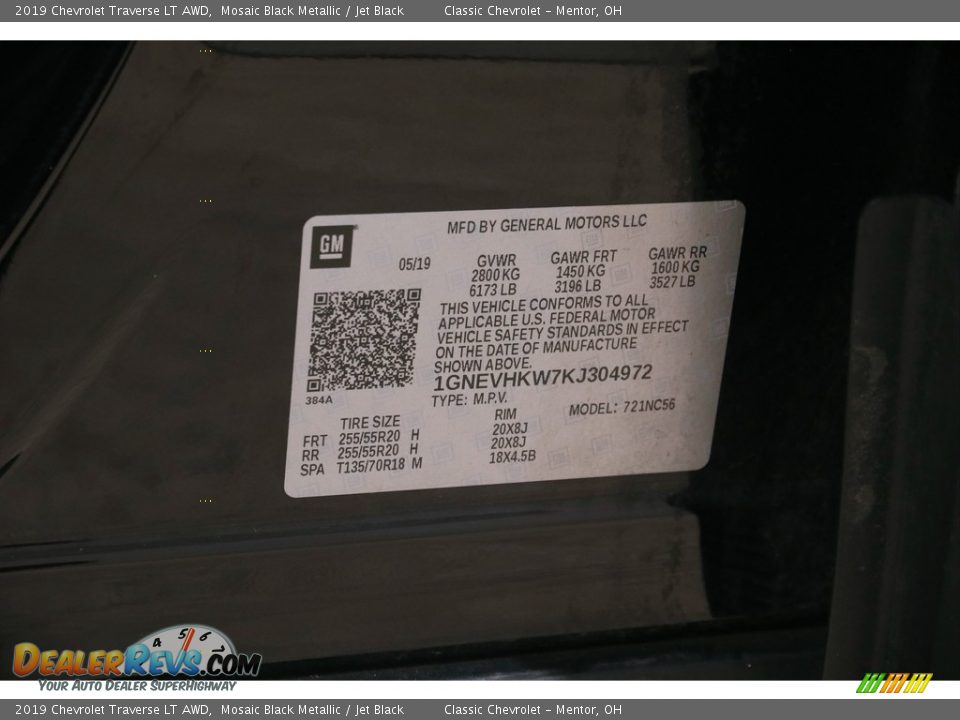 2019 Chevrolet Traverse LT AWD, Mosaic Black Metallic / Jet Black Classic Chevrolet – Mentor, OH
GM
MFD BY GENERAL MOTORS LLC
05/19 GVWR GAWR FRT GAWR RR
2800 KG 1450 KG 1600 KG
6173 LB 3196 LB 3527 LB
THIS VEHICLE CONFORMS TO ALL
APPLICABLE U.S. FEDERAL MOTOR
VEHICLE SAFETY STANDARDS IN EFFECT
ON THE DATE OF MANUFACTURE
SHOWN ABOVE.
1GNEVHKW7KJ304972
384A
TYPE: M.P.V. MODEL: 721NC56
TIRE SIZE RIM
FRT 255/55R20 H 20X8J
RR 255/55R20 H 20X8J
SPA T135/70R18 M 18X4.5B
4 5 6
DEALERREVS.COM
YOUR AUTO DEALER SUPERHIGHWAY
2019 Chevrolet Traverse LT AWD, Mosaic Black Metallic / Jet Black Classic Chevrolet – Mentor, OH